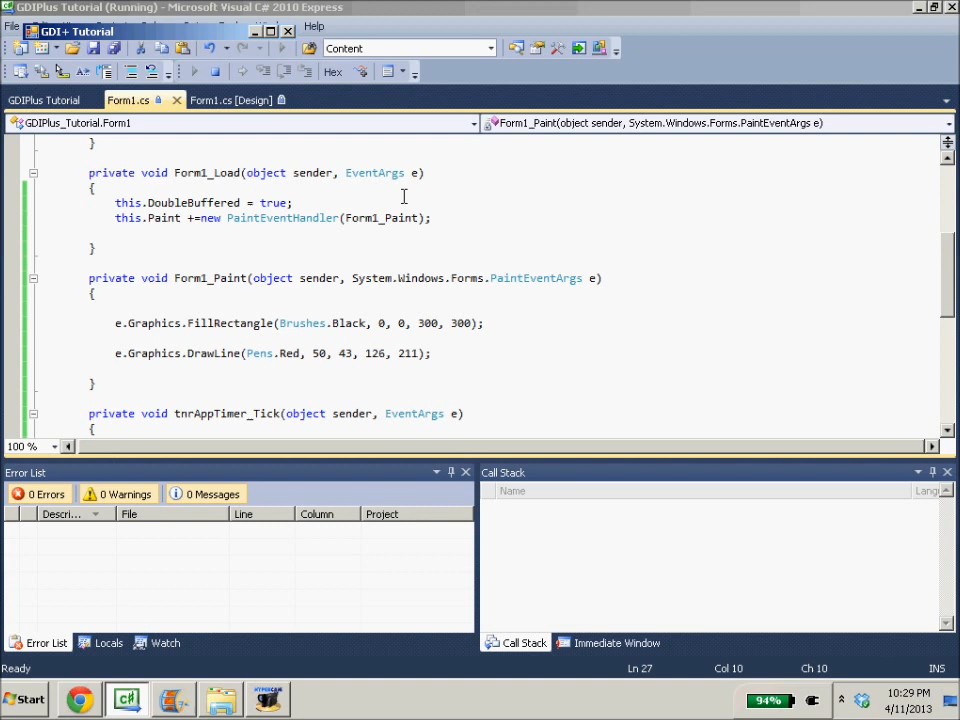 GDIPlus Tutorial (Running) - Microsoft Visual C# 2010 Express
File
Help
GDI+ Tutorial
Content
Hex
GDIPlus Tutorial
Form1.cs
Form1.cs [Design]
GDIPlus_Tutorial.Form1
Form1_Paint(object sender, System.Windows.Forms.PaintEventArgs e)
}
private void Form1_Load(object sender, EventArgs e)
{
this.DoubleBuffered = true;
this.Paint +=new PaintEventHandler(Form1_Paint);
}
private void Form1_Paint(object sender, System.Windows.Forms.PaintEventArgs e)
{
e.Graphics.FillRectangle(Brushes.Black, 0, 0, 300, 300);
e.Graphics.DrawLine(Pens.Red, 50, 43, 126, 211);
}
private void tnrAppTimer_Tick(object sender, EventArgs e)
{
100 %
Error List
Call Stack
0 Errors
0 Warnings
0 Messages
Name
Langu
Descri...
File
Line
Column
Project
Error List
Locals
Watch
Call Stack
Immediate Window
Ready
Ln 27
Col 10
Ch 10
INS
Start
C#
HYPERCAM
94%
10:29 PM
4/11/2013